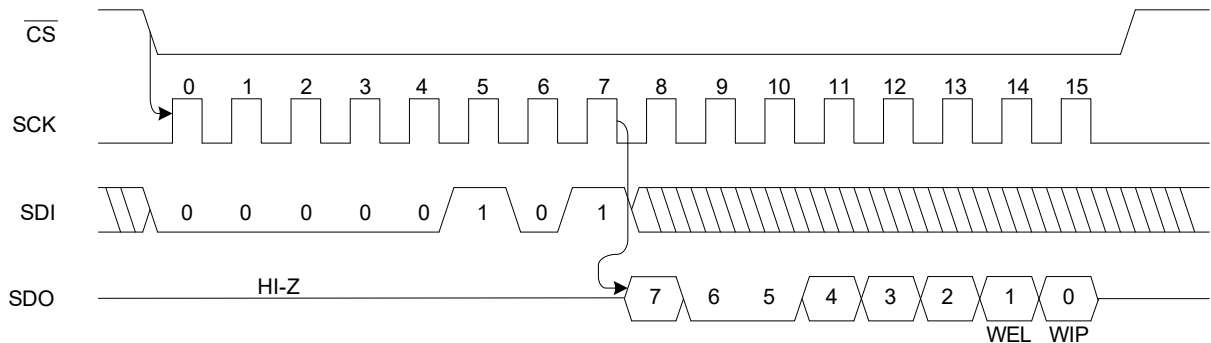 CS
0 1 2 3 4 5 6 7 8 9 10 11 12 13 14 15
SCK
SDI 0 0 0 0 0 1 0 1
HI-Z
SDO 7 6 5 4 3 2 1 0
WEL WIP